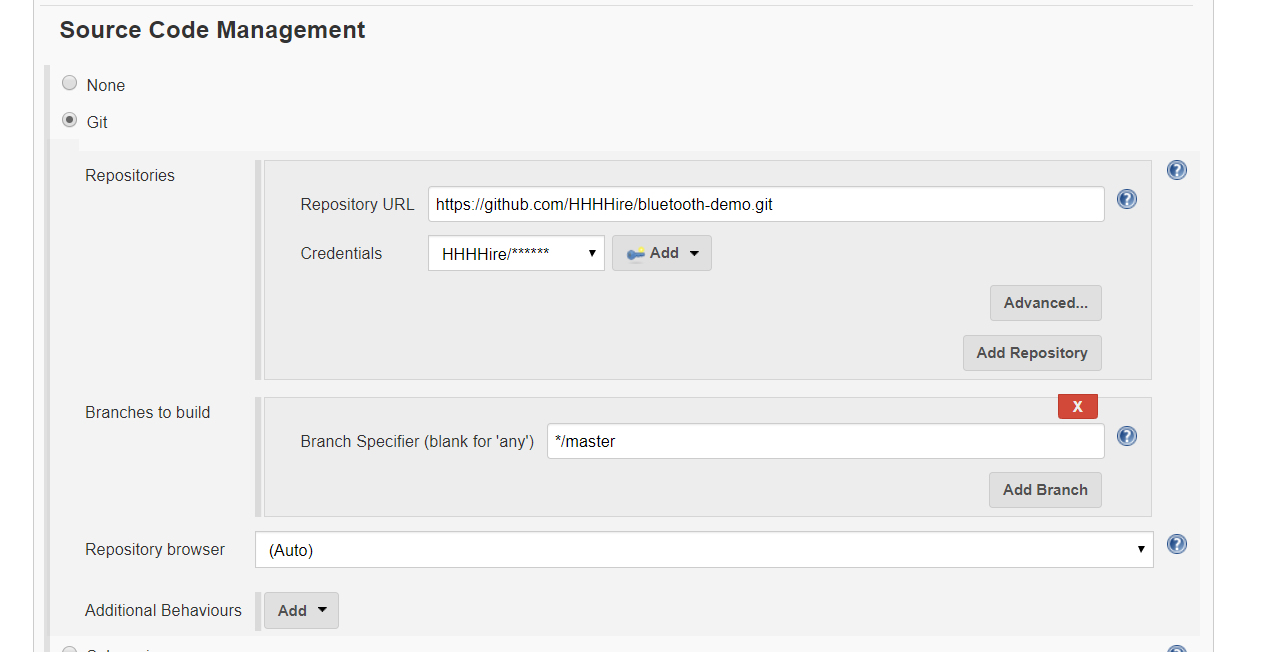 Source Code Management
None
Git
Repositories
Repository URL https://github.com/HHHHire/bluetooth-demo.git
Credentials HHHHire/****** Add
Advanced...
Add Repository
Branches to build
X
Branch Specifier (blank for 'any') */master
Add Branch
Repository browser (Auto)
Additional Behaviours Add